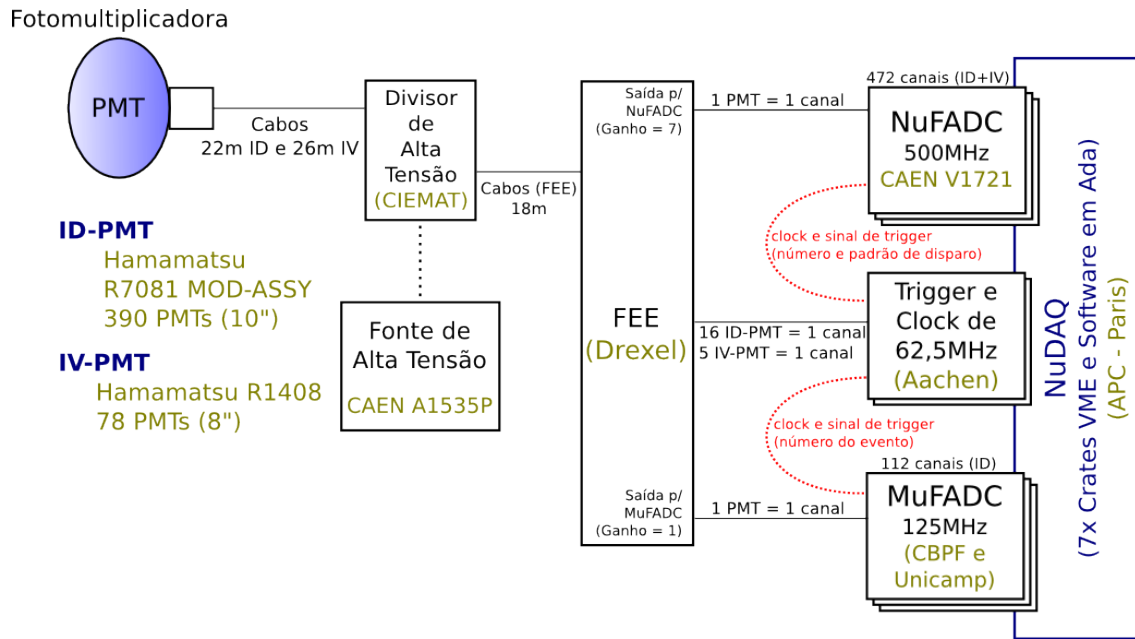 Fotomultiplicadora
PMT
Cabos
22m ID e 26m IV
Divisor
de
Alta
Tensão
(CIEMAT)
Cabos (FEE)
18m
ID-PMT
Hamamatsu
R7081 MOD-ASSY
390 PMTs (10")
IV-PMT
Hamamatsu R1408
78 PMTs (8")
Fonte de
Alta Tensão
CAEN A1535P
Saída p/
NuFADC
(Ganho = 7)
FEE
(Drexel)
Saída p/
MuFADC
(Ganho = 1)
1 PMT = 1 canal
472 canais (ID+IV)
NuFADC
500MHz
CAEN V1721
clock e sinal de trigger
(número e padrão de disparo)
16 ID-PMT = 1 canal
5 IV-PMT = 1 canal
Trigger e
Clock de
62,5MHz
(Aachen)
clock e sinal de trigger
(número do evento)
112 canais (ID)
1 PMT = 1 canal
MuFADC
125MHz
(CBPF e
Unicamp)
NuDAQ
(7x Crates VME e Software em Ada)
(APC - Paris)